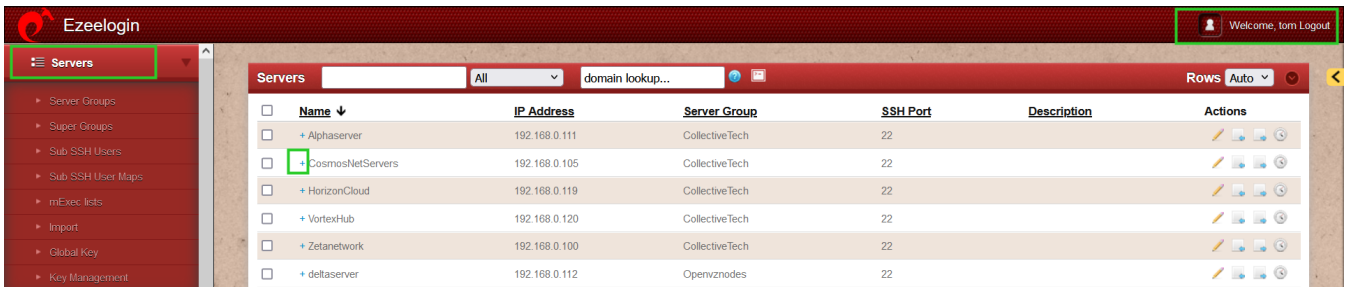 Ezeelogin
Welcome, tom Logout
Servers
Server Groups
Super Groups
Sub SSH Users
Sub SSH User Maps
mExec lists
Import
Global Key
Key Management
Servers All domain lookup... Rows Auto
Name IP Address Server Group SSH Port Description Actions
+ Alphaserver 192.168.0.111 CollectiveTech 22
+ CosmosNetServers 192.168.0.105 CollectiveTech 22
+ HorizonCloud 192.168.0.119 CollectiveTech 22
+ VortexHub 192.168.0.120 CollectiveTech 22
+ Zetanetwork 192.168.0.100 CollectiveTech 22
+ deltaserver 192.168.0.112 Openvznodes 22